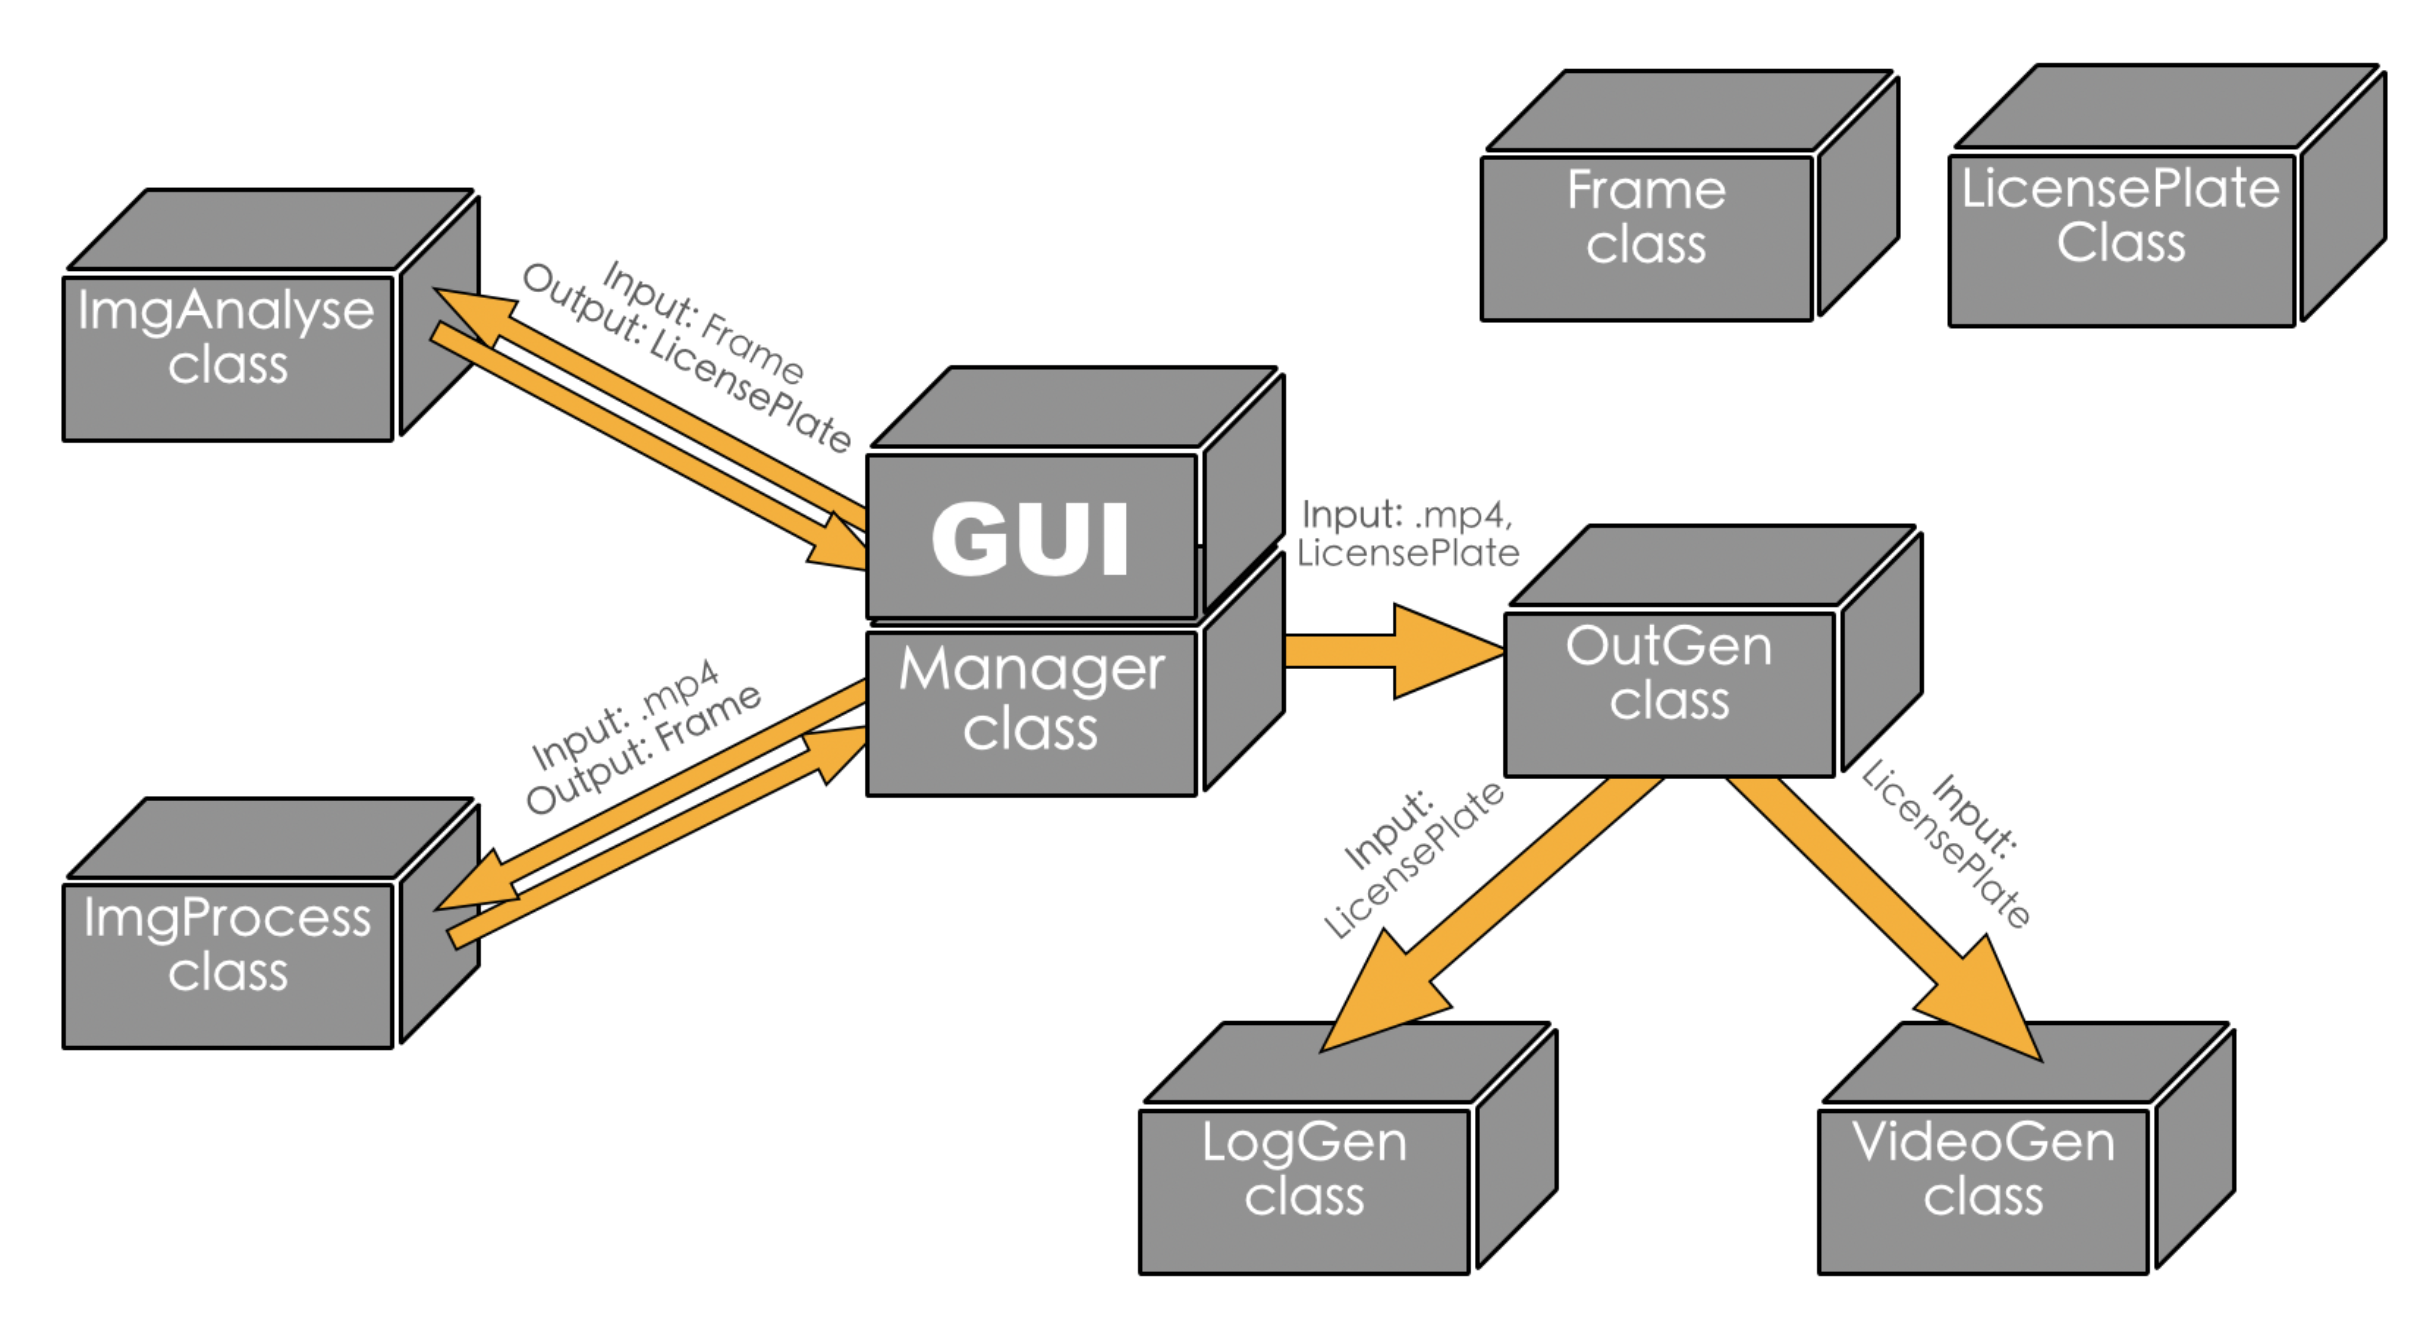 Frame
class
LicensePlate
Class
ImgAnalyse
class
Input: Frame
Output: LicensePlate
GUI
Manager
class
Input: .mp4,
LicensePlate
OutGen
class
Input: .mp4
Output: Frame
ImgProcess
class
Input:
LicensePlate
Input:
LicensePlate
LogGen
class
VideoGen
class